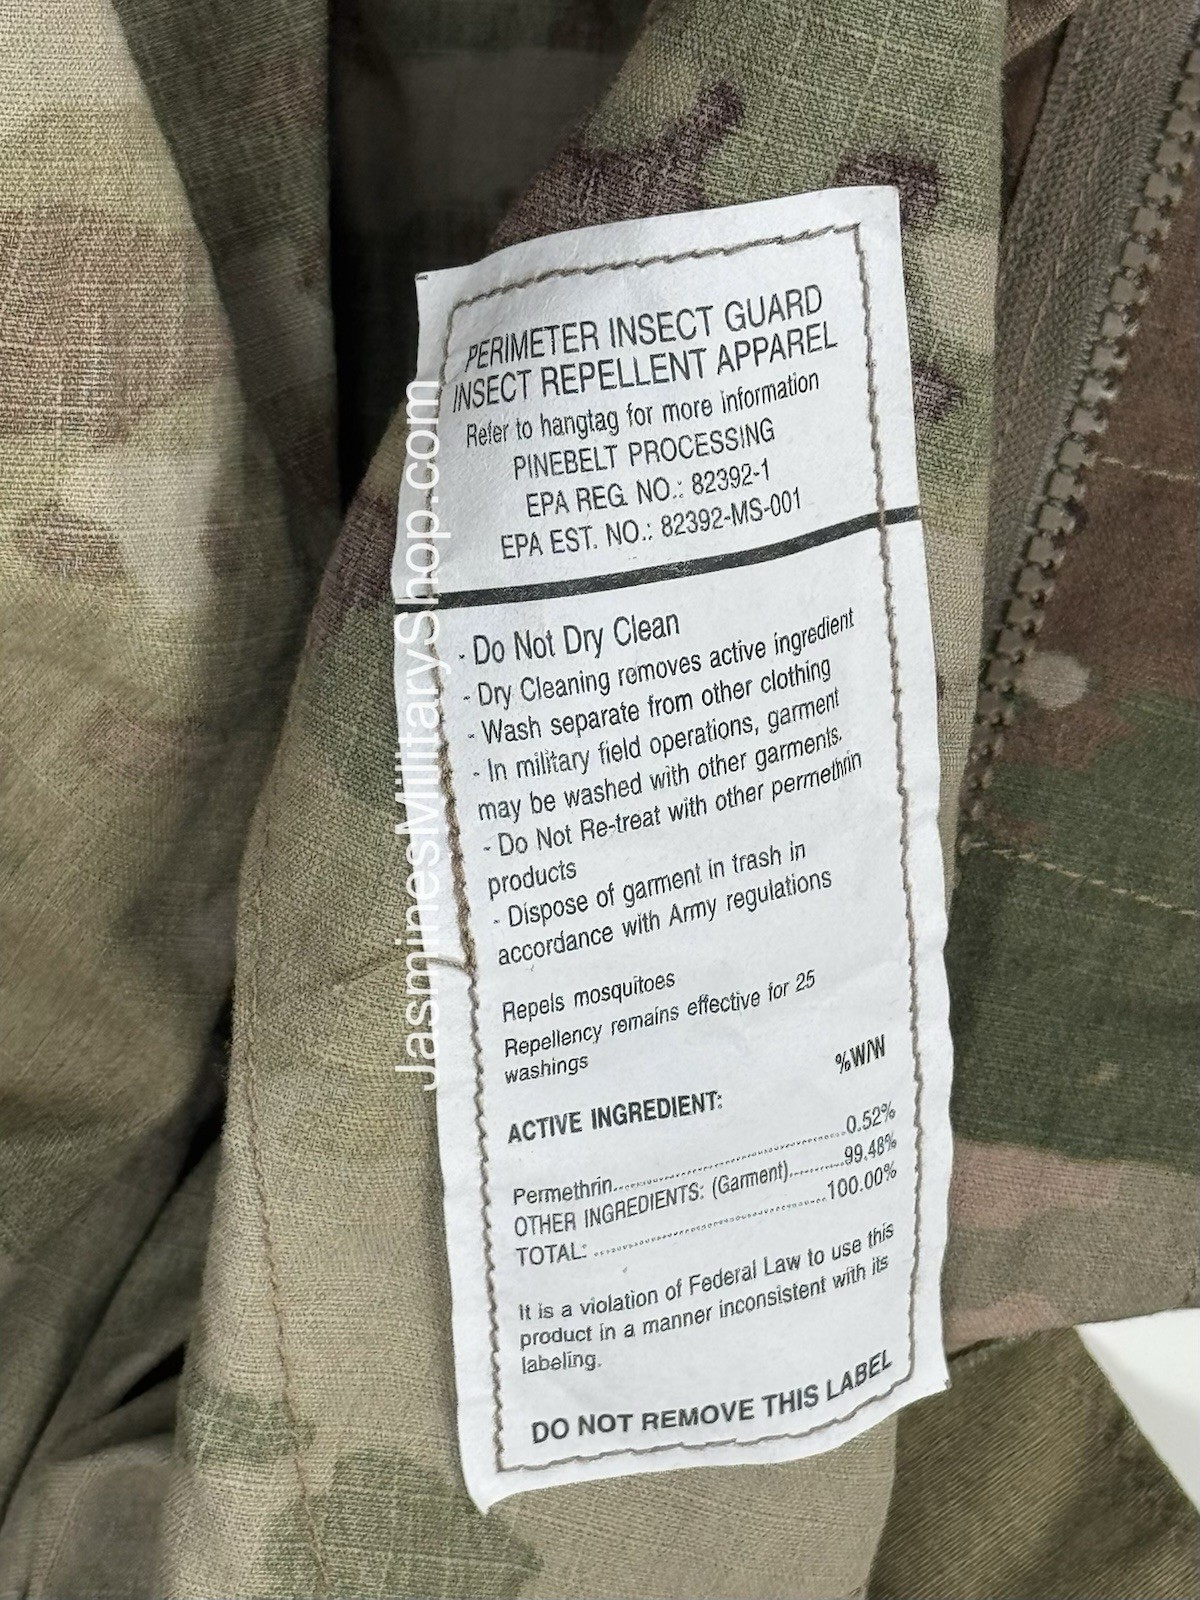 PERIMETER INSECT GUARD
INSECT REPELLENT APPAREL
Refer to hangtag for more information
PINEBELT PROCESSING
EPA REG. NO.: 82392-1
EPA EST. NO.: 82392-MS-001
- Do Not Dry Clean
- Dry Cleaning removes active ingredient
- Wash separate from other clothing
- In military field operations, garment
may be washed with other garments.
- Do Not Re-treat with other permethrin
products
- Dispose of garment in trash in
accordance with Army regulations
Repels mosquitoes
Repellency remains effective for 25
washings
%W/W
ACTIVE INGREDIENT:
Permethrin..............................0.52%
OTHER INGREDIENTS: (Garment)..........99.48%
TOTAL: ..............................100.00%
It is a violation of Federal Law to use this
product in a manner inconsistent with its
labeling.
DO NOT REMOVE THIS LABEL
JasminesMilitaryShop.com